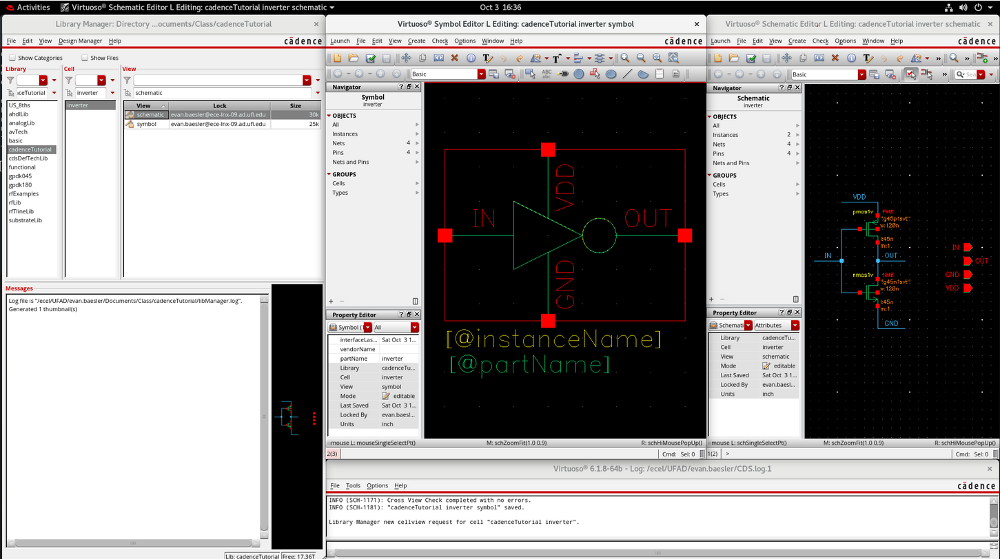 Activities Virtuoso® Schematic Editor L Editing: cadenceTutorial inverter schematic Oct 3 16:36
Library Manager: Directory ...ocuments/Class/cadenceTutorial
File Edit View Design Manager Help cādence
Show Categories Show Files
Library Cell View
ceTutorial inverter schematic
US_8ths
ahdlLib
analogLib
avTech
basic
cadenceTutorial
cdsDefTechLib
functional
gpdk045
gpdk180
rfExamples
rfLib
rfTlineLib
substrateLib
inverter
View Lock Size
schematic evan.baesler@ece-lnx-09.ad.ufl.edu 30k
symbol evan.baesler@ece-lnx-09.ad.ufl.edu 25k
Messages
Log file is "/ecel/UFAD/evan.baesler/Documents/Class/cadenceTutorial/libManager.log".
Generated 1 thumbnail(s)
Lib: cadenceTutorial Free: 17.36T
Virtuoso® Symbol Editor L Editing: cadenceTutorial inverter symbol
Launch File Edit View Create Check Options Window Help cādence
Basic
abc
Navigator
Symbol
inverter
OBJECTS
All
Instances
Nets 4
Pins 4
Nets and Pins
GROUPS
Cells
Types
Property Editor
Symbol (1 All
interfaceLas... Sat Oct 3 1...
vendorName
partName inverter
Library cadenceTu...
Cell inverter
View symbol
Mode editable
Last Saved Sat Oct 3 1...
Locked By evan.baesl...
Units inch
VDD
IN
OUT
GND
[@instanceName]
[@partName]
mouse L: mouseSingleSelectPt() M: schZoomFit(1.0 0.9) R: schHiMousePopUp()
2(3) Cmd: Sel: 0
Virtuoso® Schematic Editor L Editing: cadenceTutorial inverter schematic
Launch File Edit View Create Check Options Window Help cādence
Basic Sea
Navigator
Schematic
inverter
OBJECTS
All
Instances 2
Nets 4
Pins 4
Nets and Pins
GROUPS
Cells
Types
Property Editor
Schemati Attributes
Library cadenceTu...
Cell inverter
View schematic
Mode editable
Last Saved Sat Oct 3 1...
Locked By evan.baesl...
Units inch
VDD
pmos1v PM0
"g45p1svt"
w:120n
l:45n
m:1
IN
OUT
nmos1v NM0
"g45n1svt"
w:120n
l:45n
m:1
GND
IN
OUT
GND
VDD
mouse L: schSingleSelectPt() M: schZoomFit(1.0 0.9) R: schHiMousePopUp()
1(2) > Cmd: Sel: 0
Virtuoso® 6.1.8-64b - Log: /ecel/UFAD/evan.baesler/CDS.log.1
File Tools Options Help cādence
INFO (SCH-1171): Cross View Check completed with no errors.
INFO (SCH-1181): "cadenceTutorial inverter symbol" saved.
Library Manager new cellview request for cell "cadenceTutorial inverter".